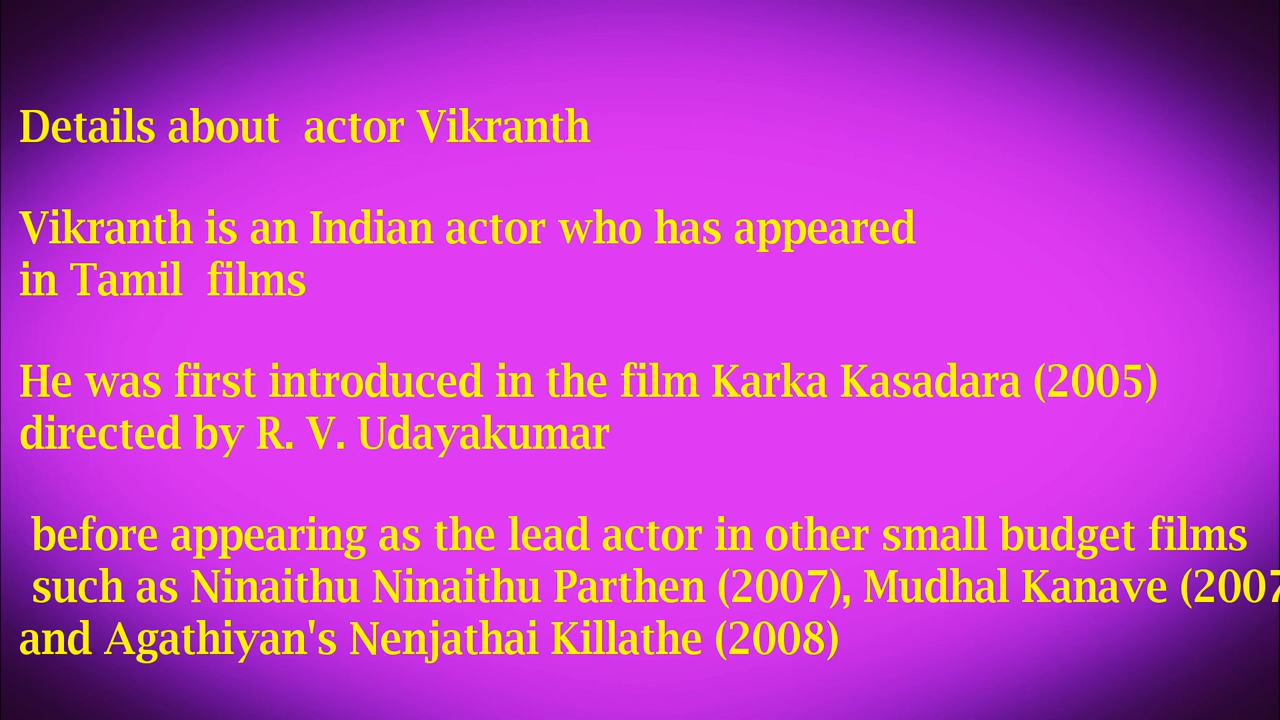 Details about  actor Vikranth
Vikranth is an Indian actor who has appeared
in Tamil  films
He was first introduced in the film Karka Kasadara (2005)
directed by R. V. Udayakumar
before appearing as the lead actor in other small budget films
such as Ninaithu Ninaithu Parthen (2007), Mudhal Kanave (2007
and Agathiyan's Nenjathai Killathe (2008)